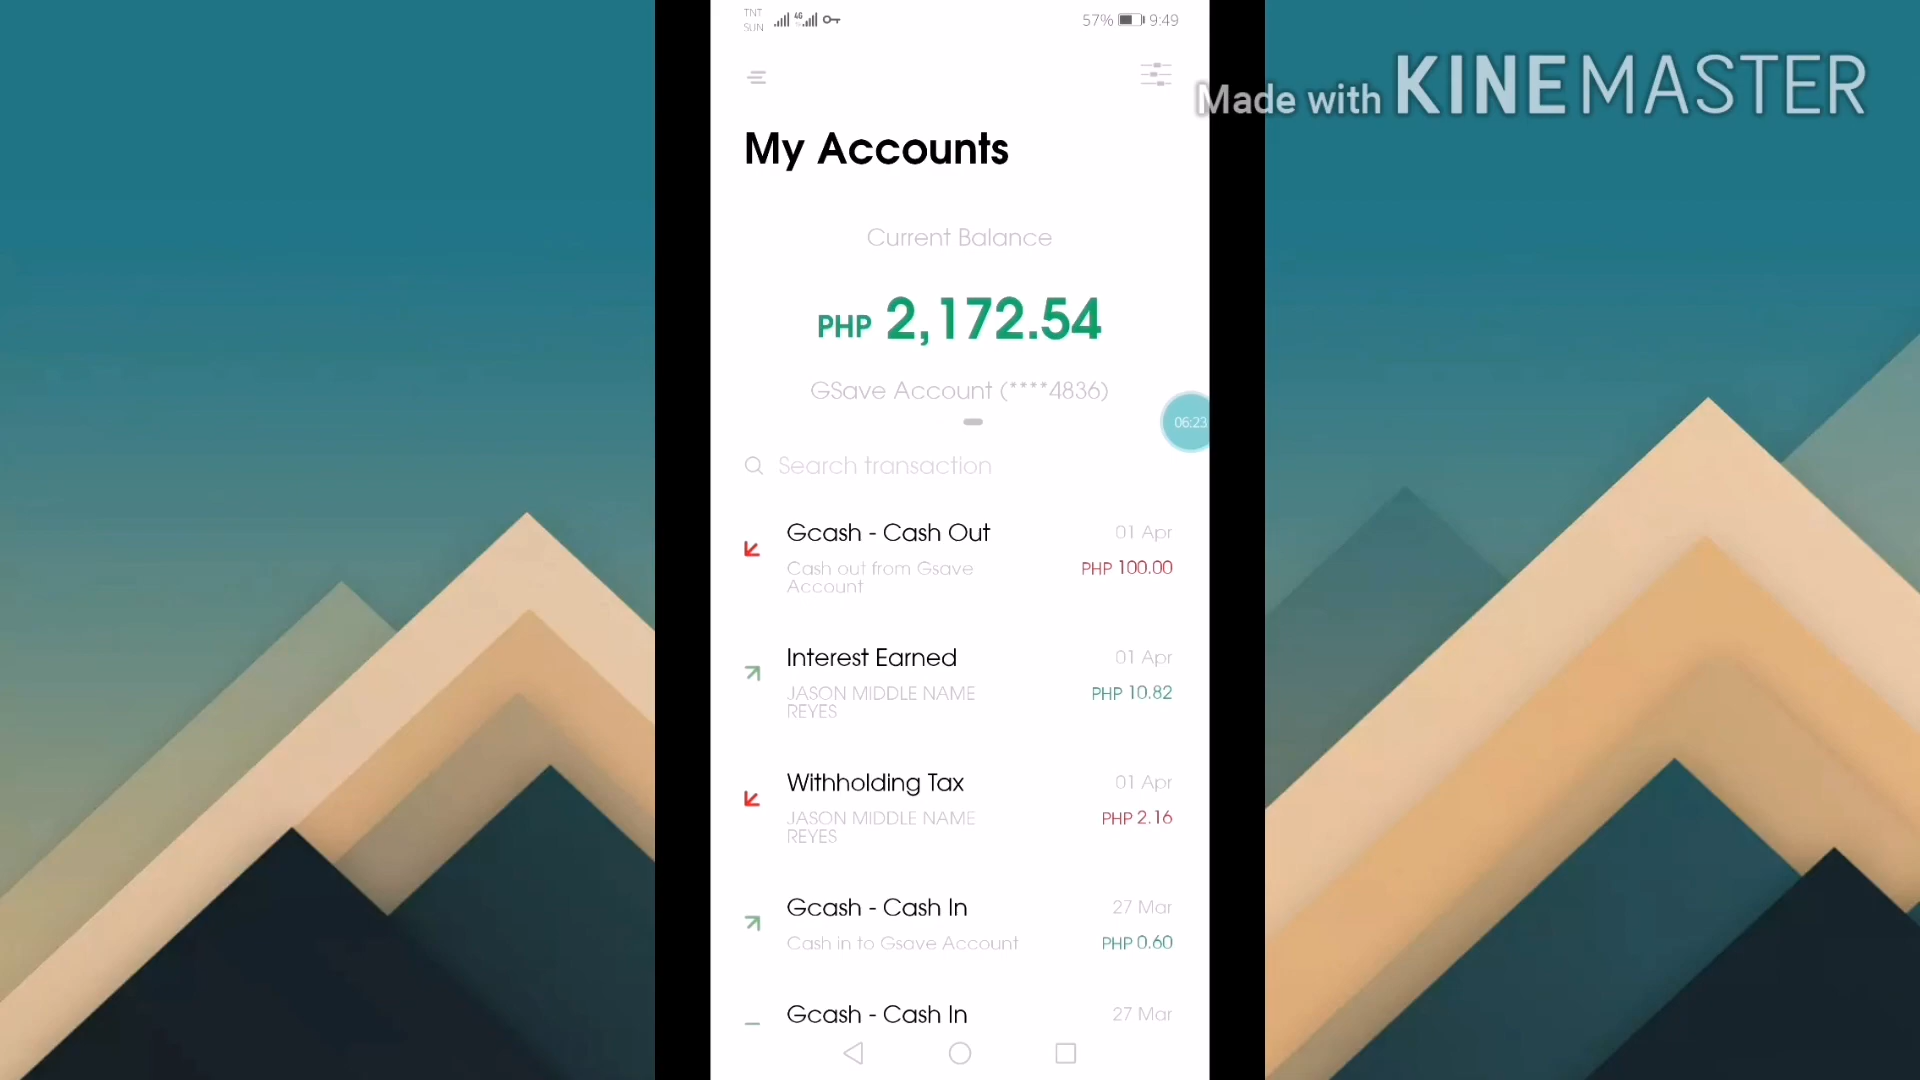 TNT
SUN
4G
57% 9:49
Made with KINEMASTER
My Accounts
Current Balance
PHP 2,172.54
GSave Account (****4836)
06:23
Search transaction
Gcash - Cash Out 01 Apr
Cash out from Gsave PHP 100.00
Account
Interest Earned 01 Apr
JASON MIDDLE NAME PHP 10.82
REYES
Withholding Tax 01 Apr
JASON MIDDLE NAME PHP 2.16
REYES
Gcash - Cash In 27 Mar
Cash in to Gsave Account PHP 0.60
Gcash - Cash In 27 Mar